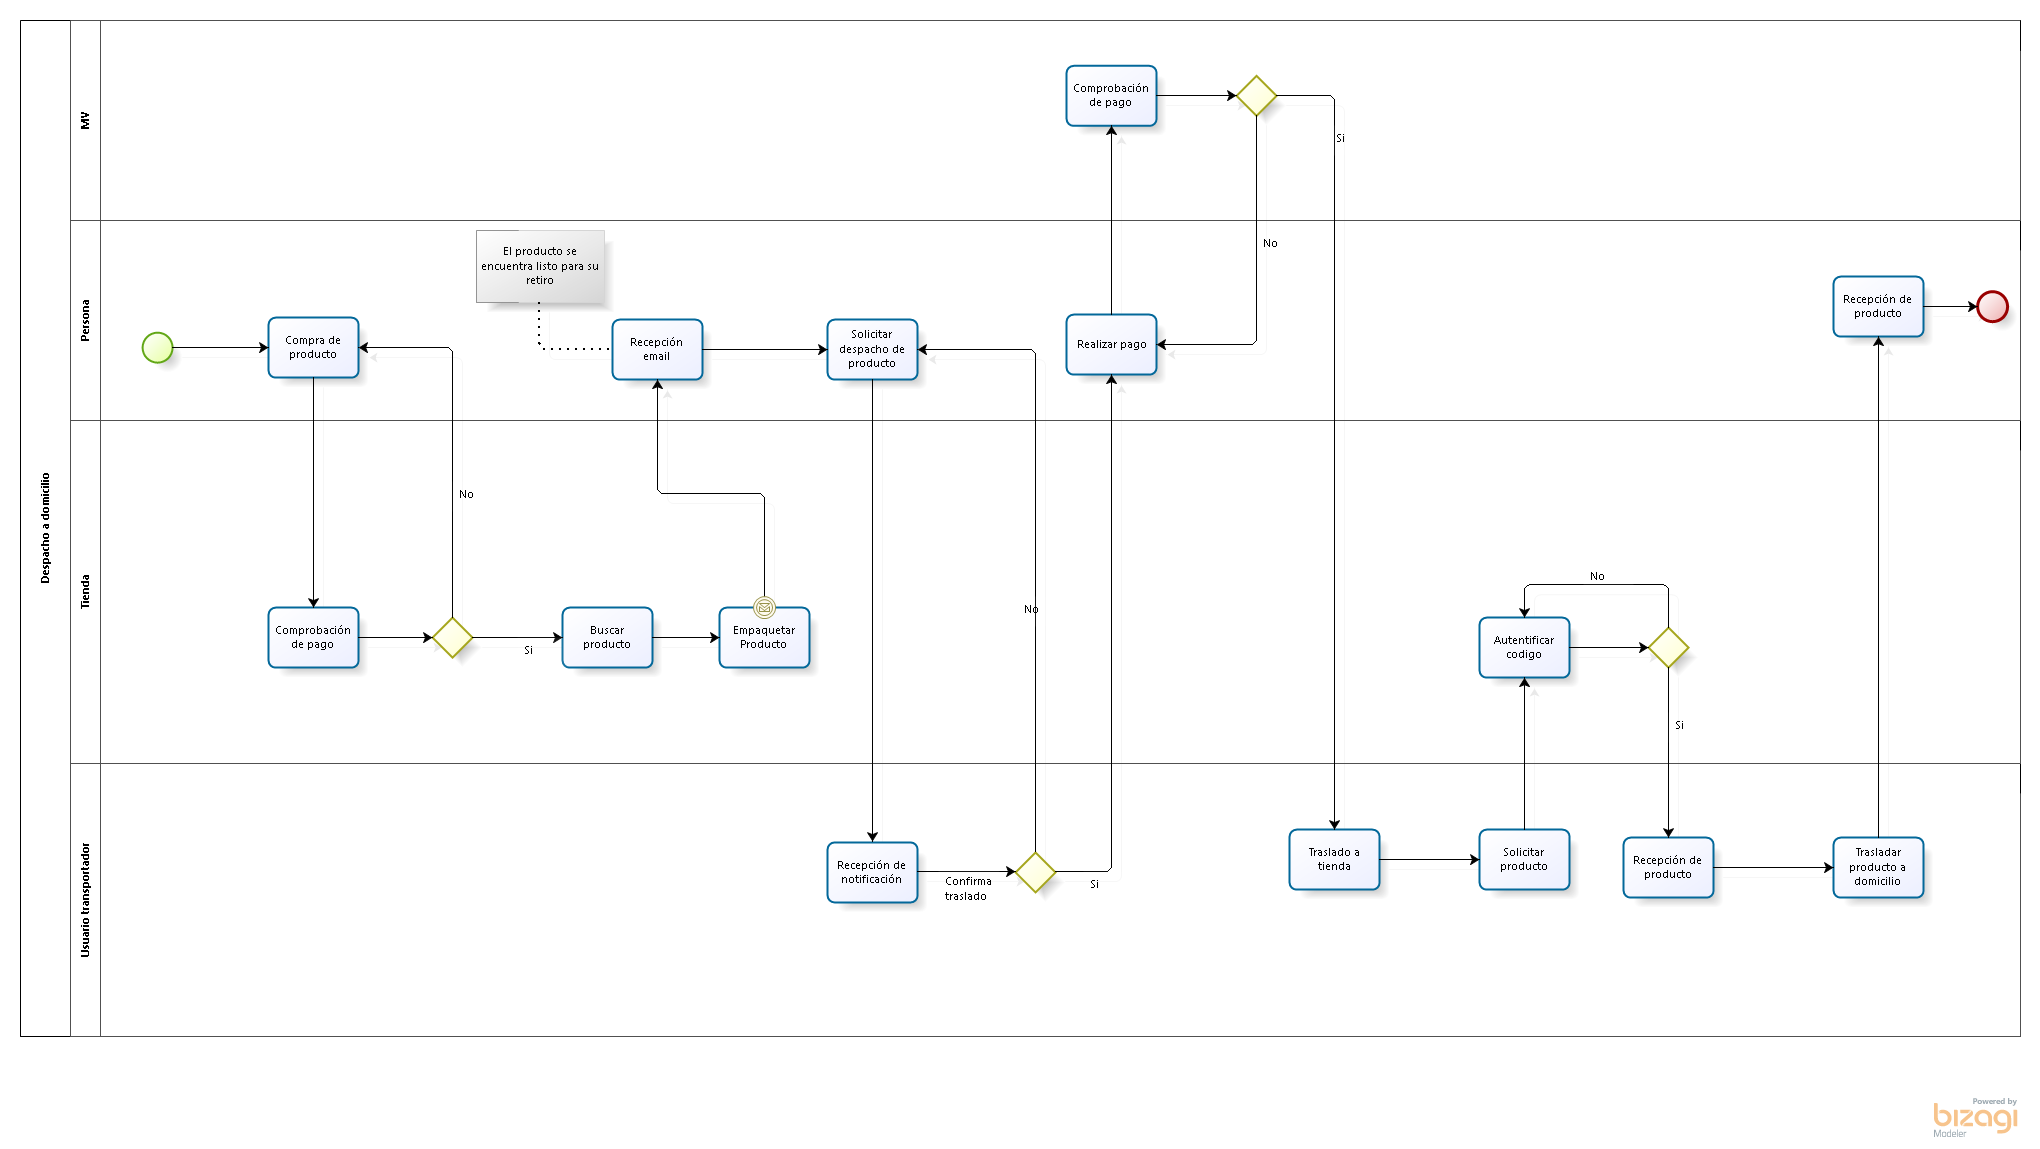 Despacho a domicilio
MV
Comprobación
de pago
Si
No
Persona
El producto se
encuentra listo para su
retiro
Compra de
producto
Recepción
email
Solicitar
despacho de
producto
Realizar pago
Recepción de
producto
Tienda
No
Comprobación
de pago
Si
Buscar
producto
Empaquetar
Producto
No
No
Autentificar
codigo
Si
Usuario transportador
Recepción de
notificación
Confirma
traslado
Si
Traslado a
tienda
Solicitar
producto
Recepción de
producto
Trasladar
producto a
domicilio
Powered by
bizagi
Modeler